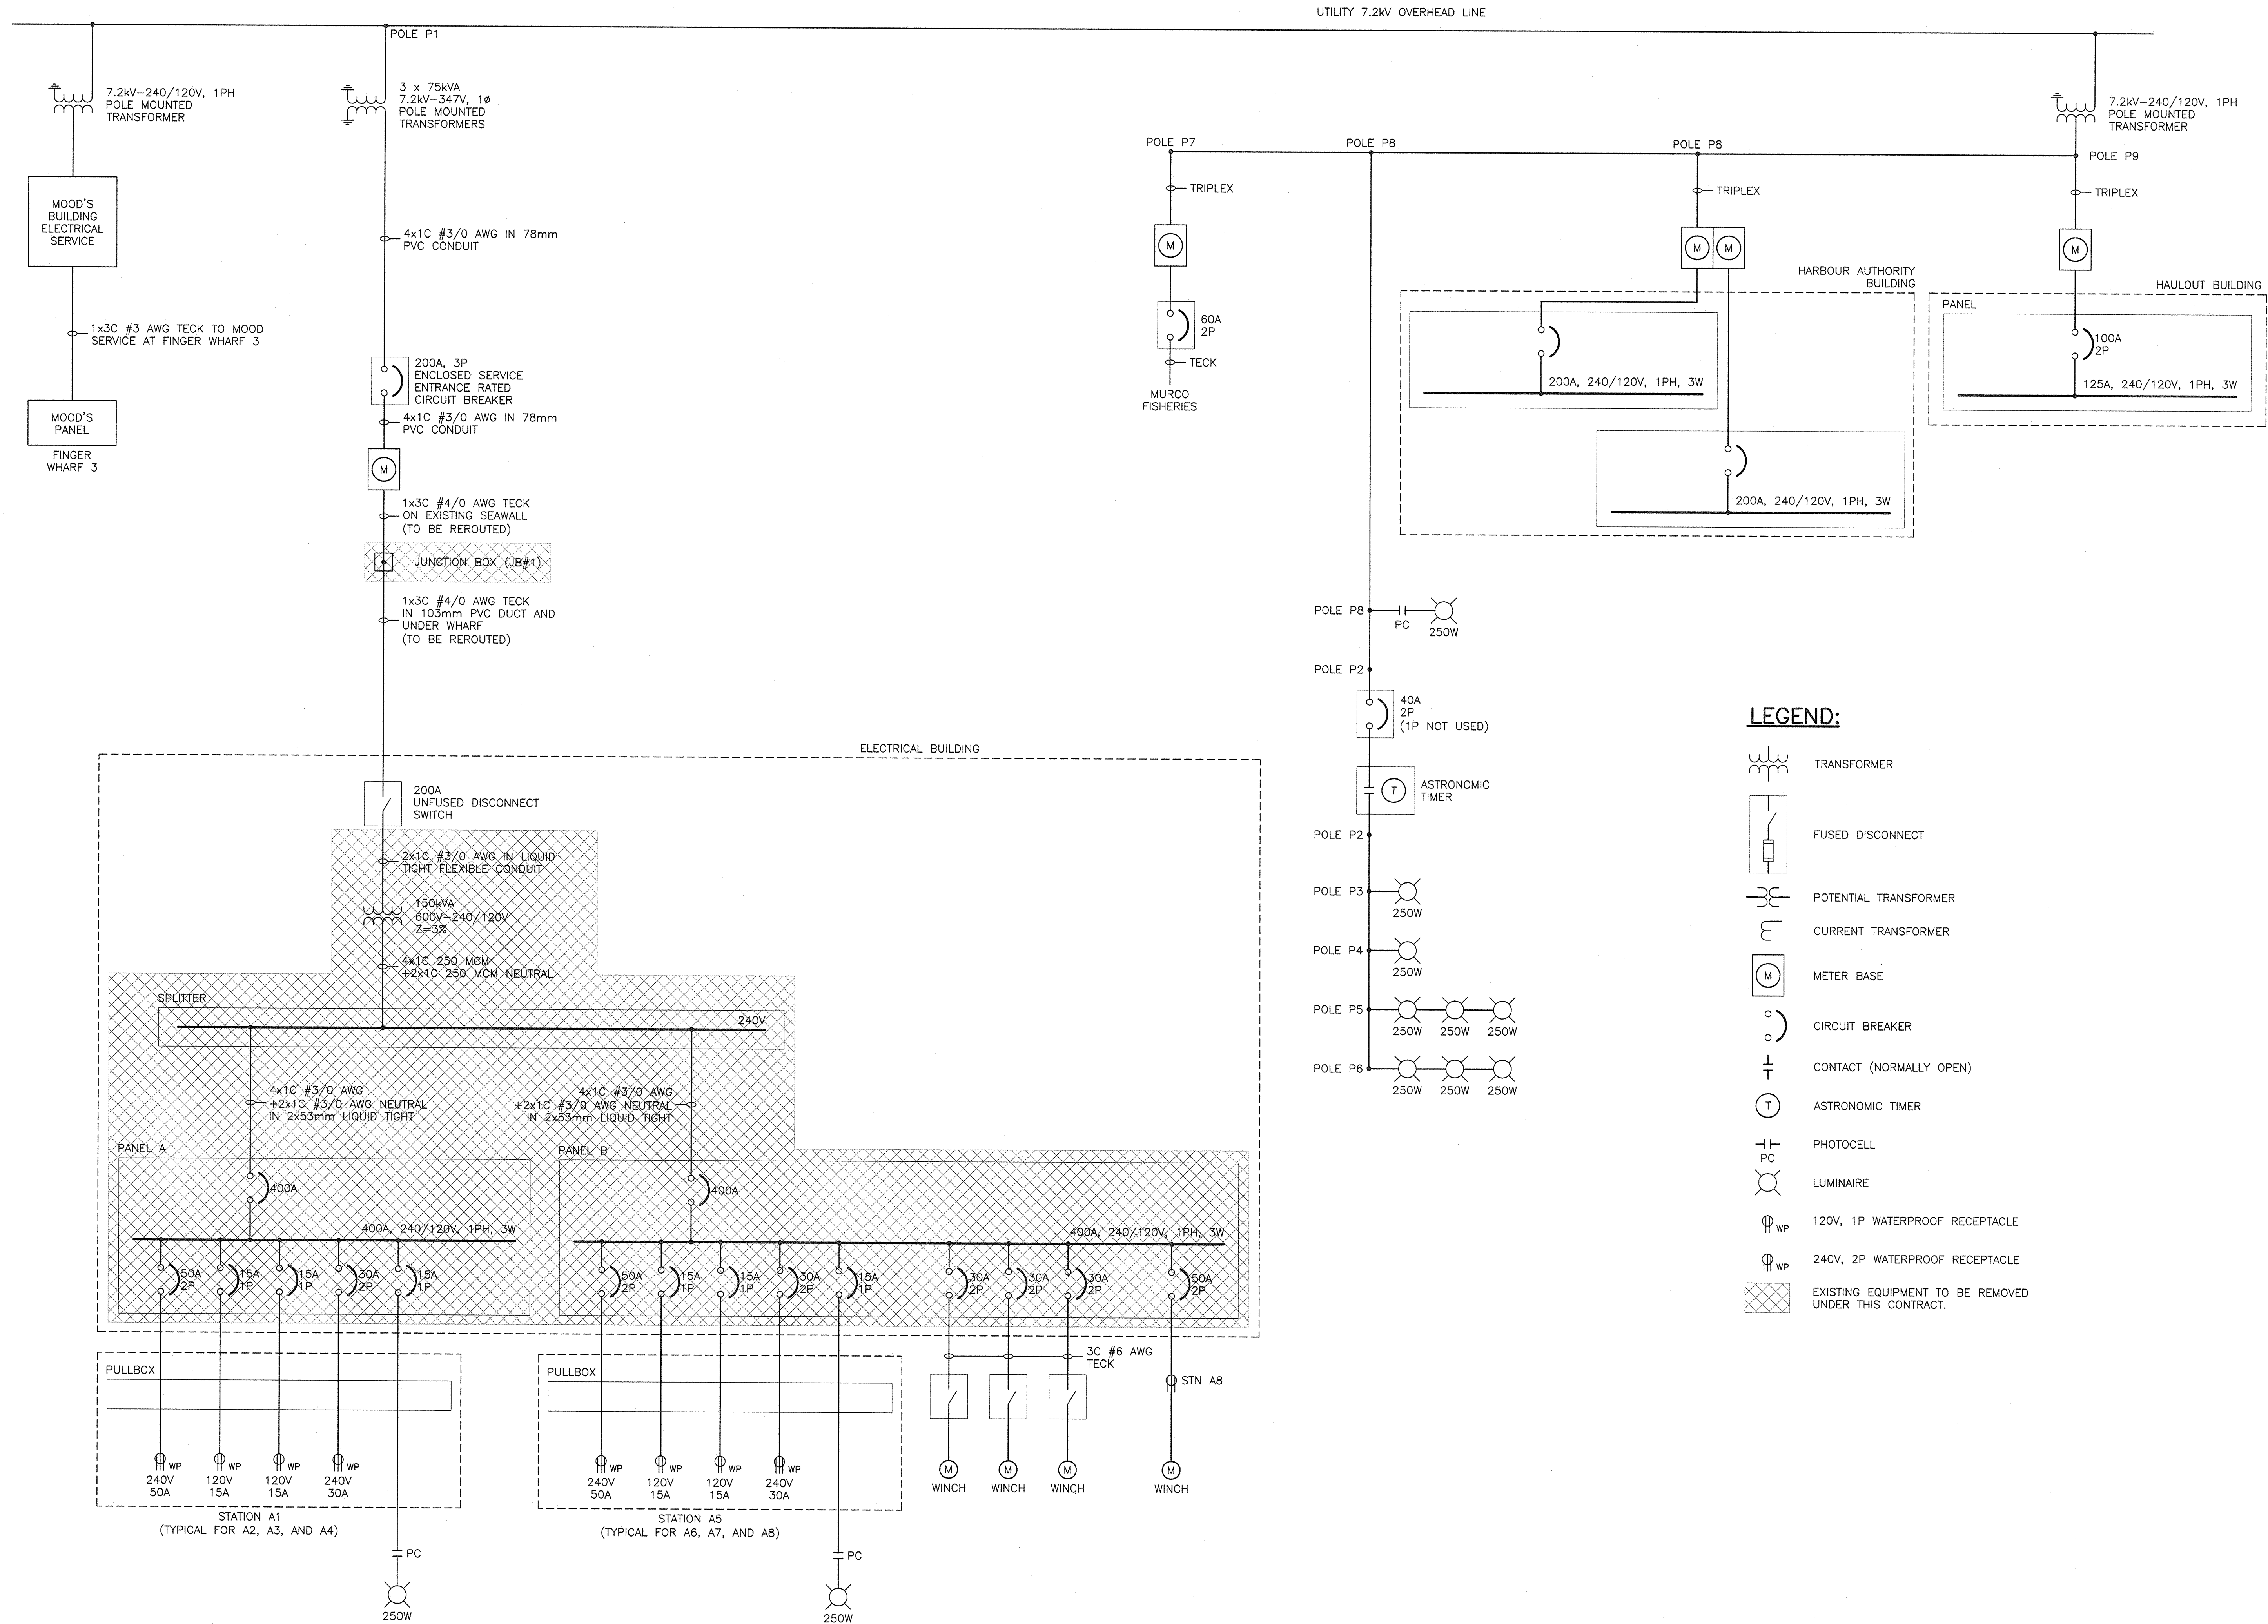 UTILITY 7.2kV OVERHEAD LINE
POLE P1
7.2kV-240/120V, 1PH
POLE MOUNTED
TRANSFORMER
3 x 75kVA
7.2kV-347V, 1ø
POLE MOUNTED
TRANSFORMERS
7.2kV-240/120V, 1PH
POLE MOUNTED
TRANSFORMER
POLE P7
POLE P8
POLE P8
POLE P9
MOOD'S
BUILDING
ELECTRICAL
SERVICE
1x3C #3 AWG TECK TO MOOD
SERVICE AT FINGER WHARF 3
MOOD'S
PANEL
FINGER
WHARF 3
4x1C #3/0 AWG IN 78mm
PVC CONDUIT
200A, 3P
ENCLOSED SERVICE
ENTRANCE RATED
CIRCUIT BREAKER
4x1C #3/0 AWG IN 78mm
PVC CONDUIT
M
1x3C #4/0 AWG TECK
ON EXISTING SEAWALL
(TO BE REROUTED)
JUNCTION BOX (JB#1)
1x3C #4/0 AWG TECK
IN 103mm PVC DUCT AND
UNDER WHARF
(TO BE REROUTED)
TRIPLEX
M
60A
2P
TECK
MURCO
FISHERIES
TRIPLEX
M M
HARBOUR AUTHORITY
BUILDING
200A, 240/120V, 1PH, 3W
200A, 240/120V, 1PH, 3W
TRIPLEX
M
HAULOUT BUILDING
PANEL
100A
2P
125A, 240/120V, 1PH, 3W
POLE P8
PC
250W
POLE P2
40A
2P
(1P NOT USED)
T
ASTRONOMIC
TIMER
POLE P2
POLE P3
250W
POLE P4
250W
POLE P5
250W 250W 250W
POLE P6
250W 250W 250W
ELECTRICAL BUILDING
200A
UNFUSED DISCONNECT
SWITCH
2x1C #3/0 AWG IN LIQUID
TIGHT FLEXIBLE CONDUIT
150kVA
600V-240/120V
Z=3%
4x1C 250 MCM
+2x1C 250 MCM NEUTRAL
SPLITTER
240V
4x1C #3/0 AWG
+2x1C #3/0 AWG NEUTRAL
IN 2x53mm LIQUID TIGHT
4x1C #3/0 AWG
+2x1C #3/0 AWG NEUTRAL
IN 2x53mm LIQUID TIGHT
PANEL A
400A
400A, 240/120V, 1PH, 3W
50A 15A 15A 30A 15A
2P 1P 1P 2P 1P
PANEL B
400A
400A, 240/120V, 1PH, 3W
50A 15A 15A 30A 15A 30A 30A 30A 50A
2P 1P 1P 2P 1P 2P 2P 2P 2P
PULLBOX
WP WP WP WP
240V 120V 120V 240V
50A 15A 15A 30A
STATION A1
(TYPICAL FOR A2, A3, AND A4)
PC
250W
PULLBOX
WP WP WP WP
240V 120V 120V 240V
50A 15A 15A 30A
STATION A5
(TYPICAL FOR A6, A7, AND A8)
PC
250W
3C #6 AWG
TECK
STN A8
M M M M
WINCH WINCH WINCH WINCH
LEGEND:
TRANSFORMER
FUSED DISCONNECT
POTENTIAL TRANSFORMER
CURRENT TRANSFORMER
M METER BASE
CIRCUIT BREAKER
CONTACT (NORMALLY OPEN)
T ASTRONOMIC TIMER
PC PHOTOCELL
LUMINAIRE
WP 120V, 1P WATERPROOF RECEPTACLE
WP 240V, 2P WATERPROOF RECEPTACLE
EXISTING EQUIPMENT TO BE REMOVED
UNDER THIS CONTRACT.